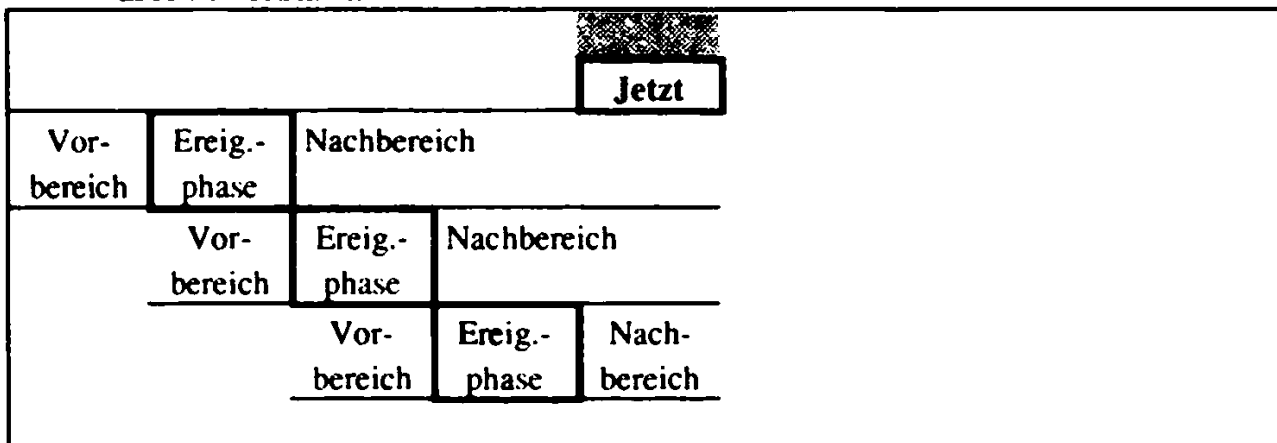 Jetzt
Vor- Ereig.- Nachbereich
bereich phase
Vor- Ereig.- Nachbereich
bereich phase
Vor- Ereig.- Nach-
bereich phase bereich